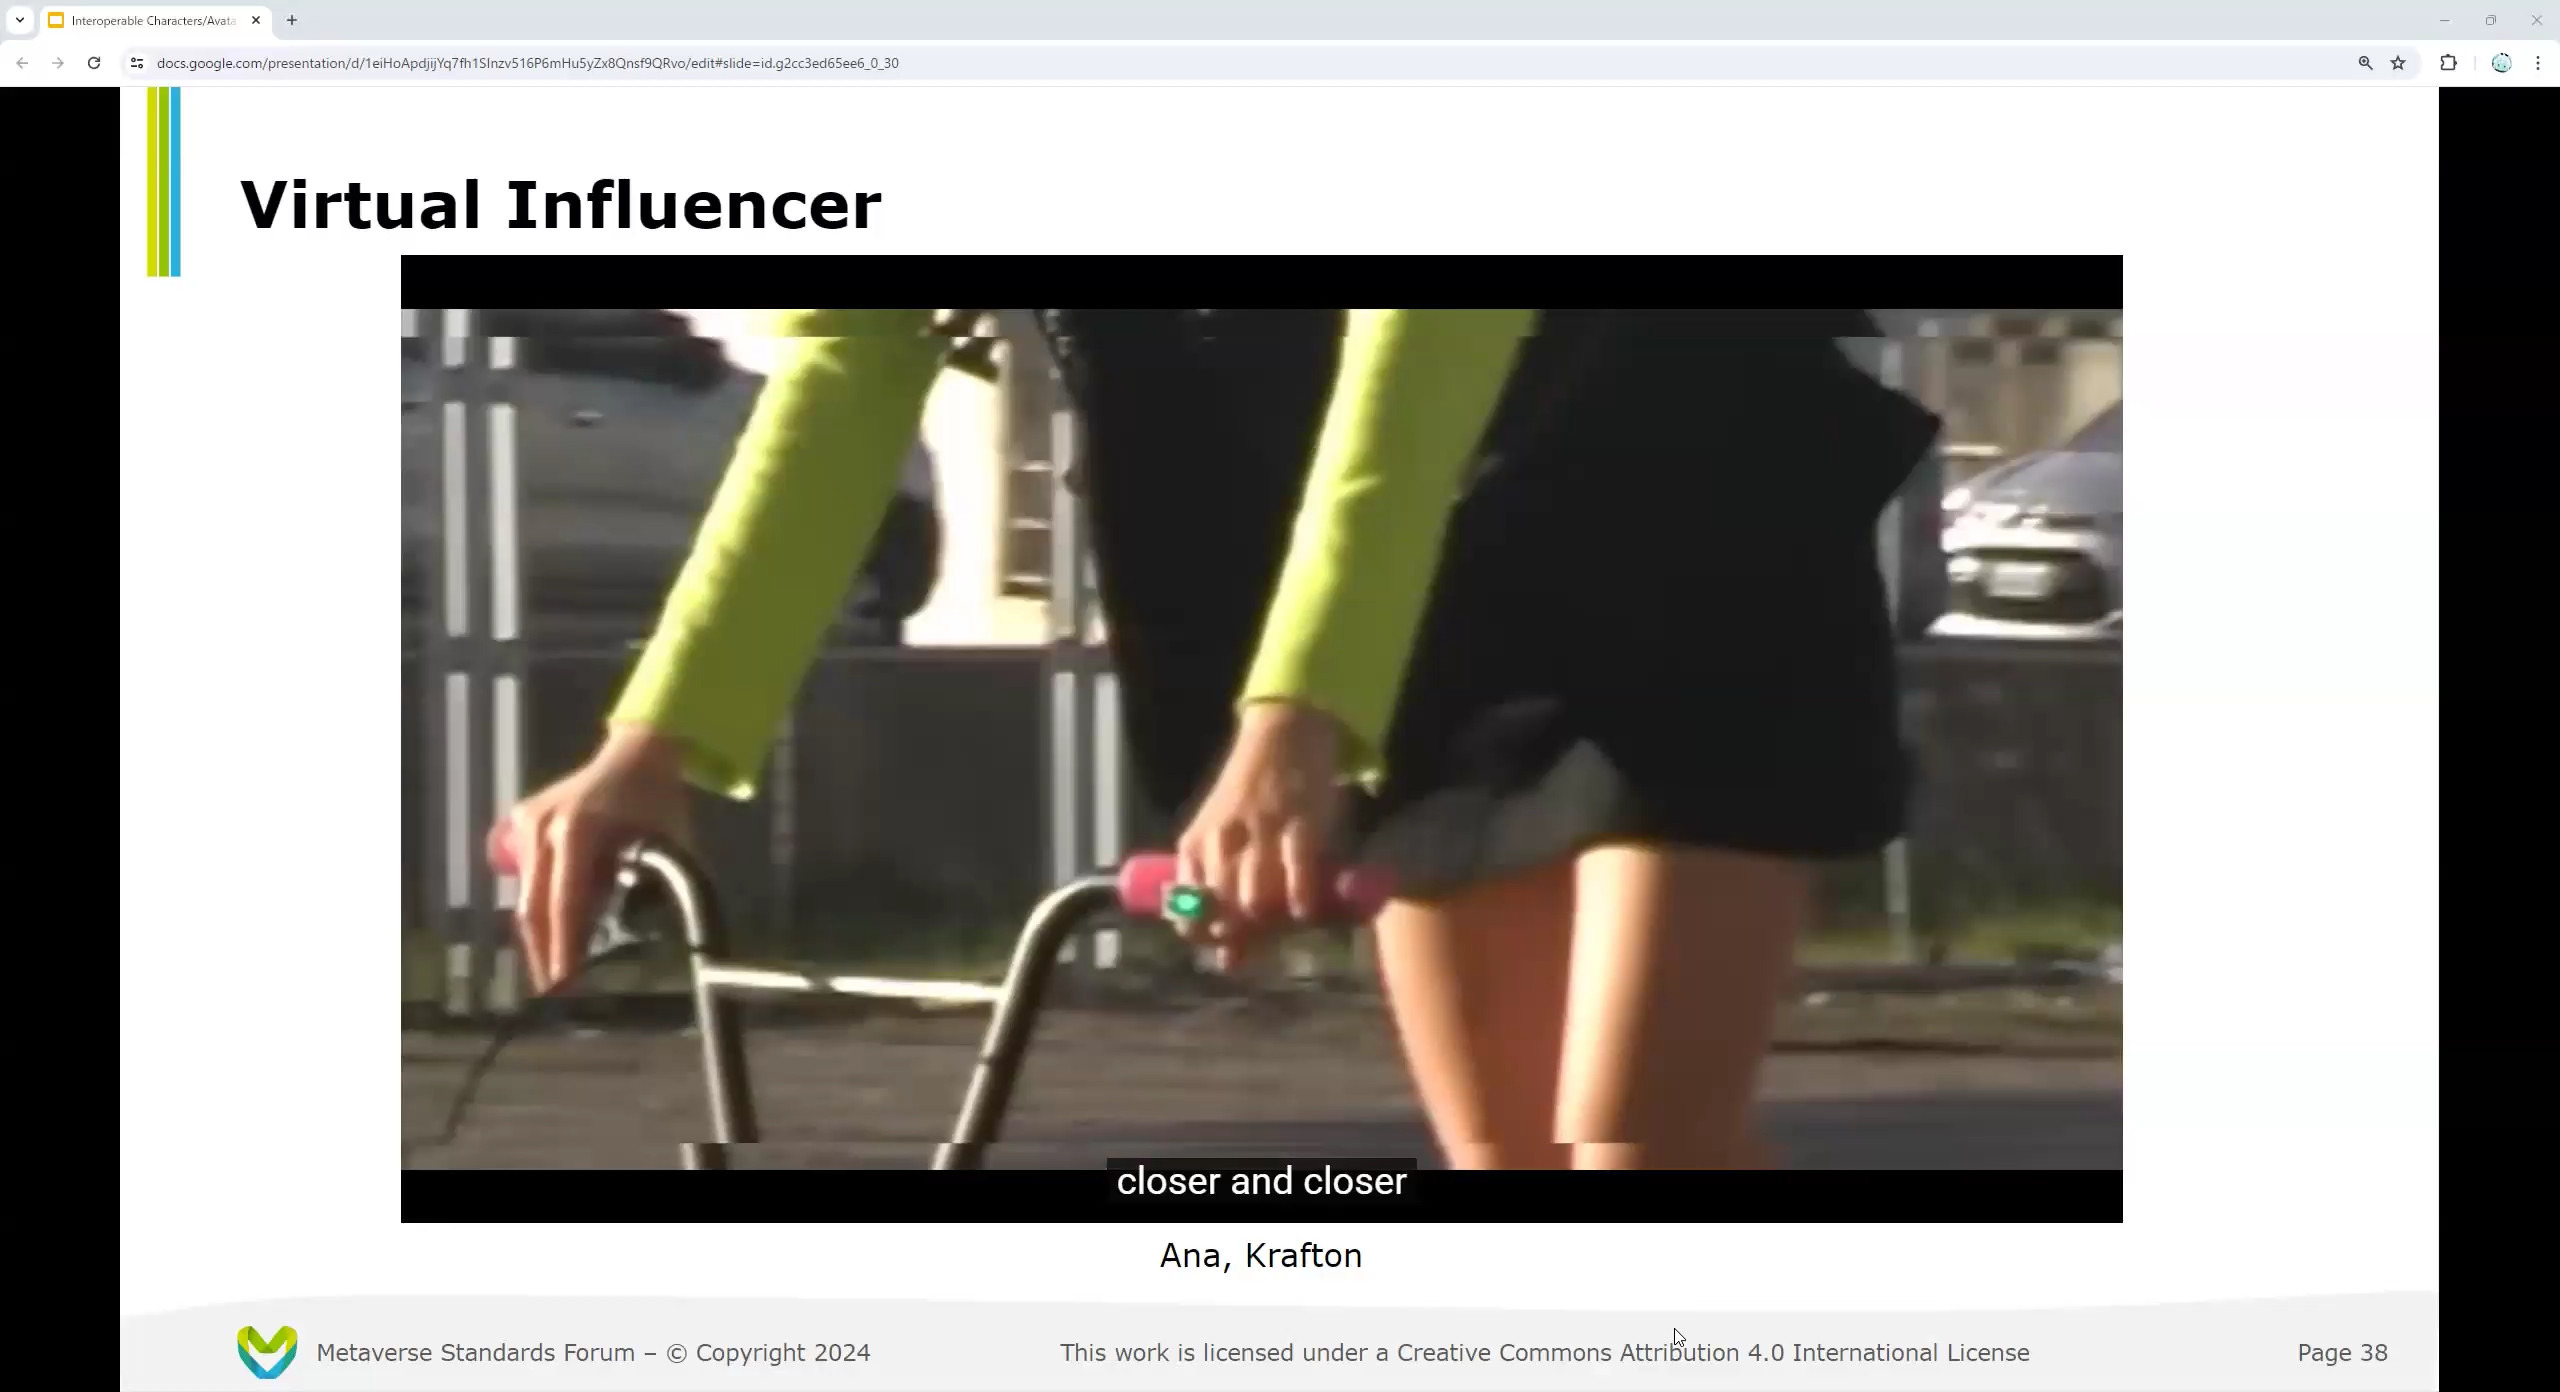 Interoperable Characters/Avata
docs.google.com/presentation/d/1eiHoApdjijYq7fh1SInzv516P6mHu5yZx8Qnsf9QRvo/edit#slide=id.g2cc3ed65ee6_0_30
Virtual Influencer
closer and closer
Ana, Krafton
Metaverse Standards Forum – © Copyright 2024
This work is licensed under a Creative Commons Attribution 4.0 International License
Page 38